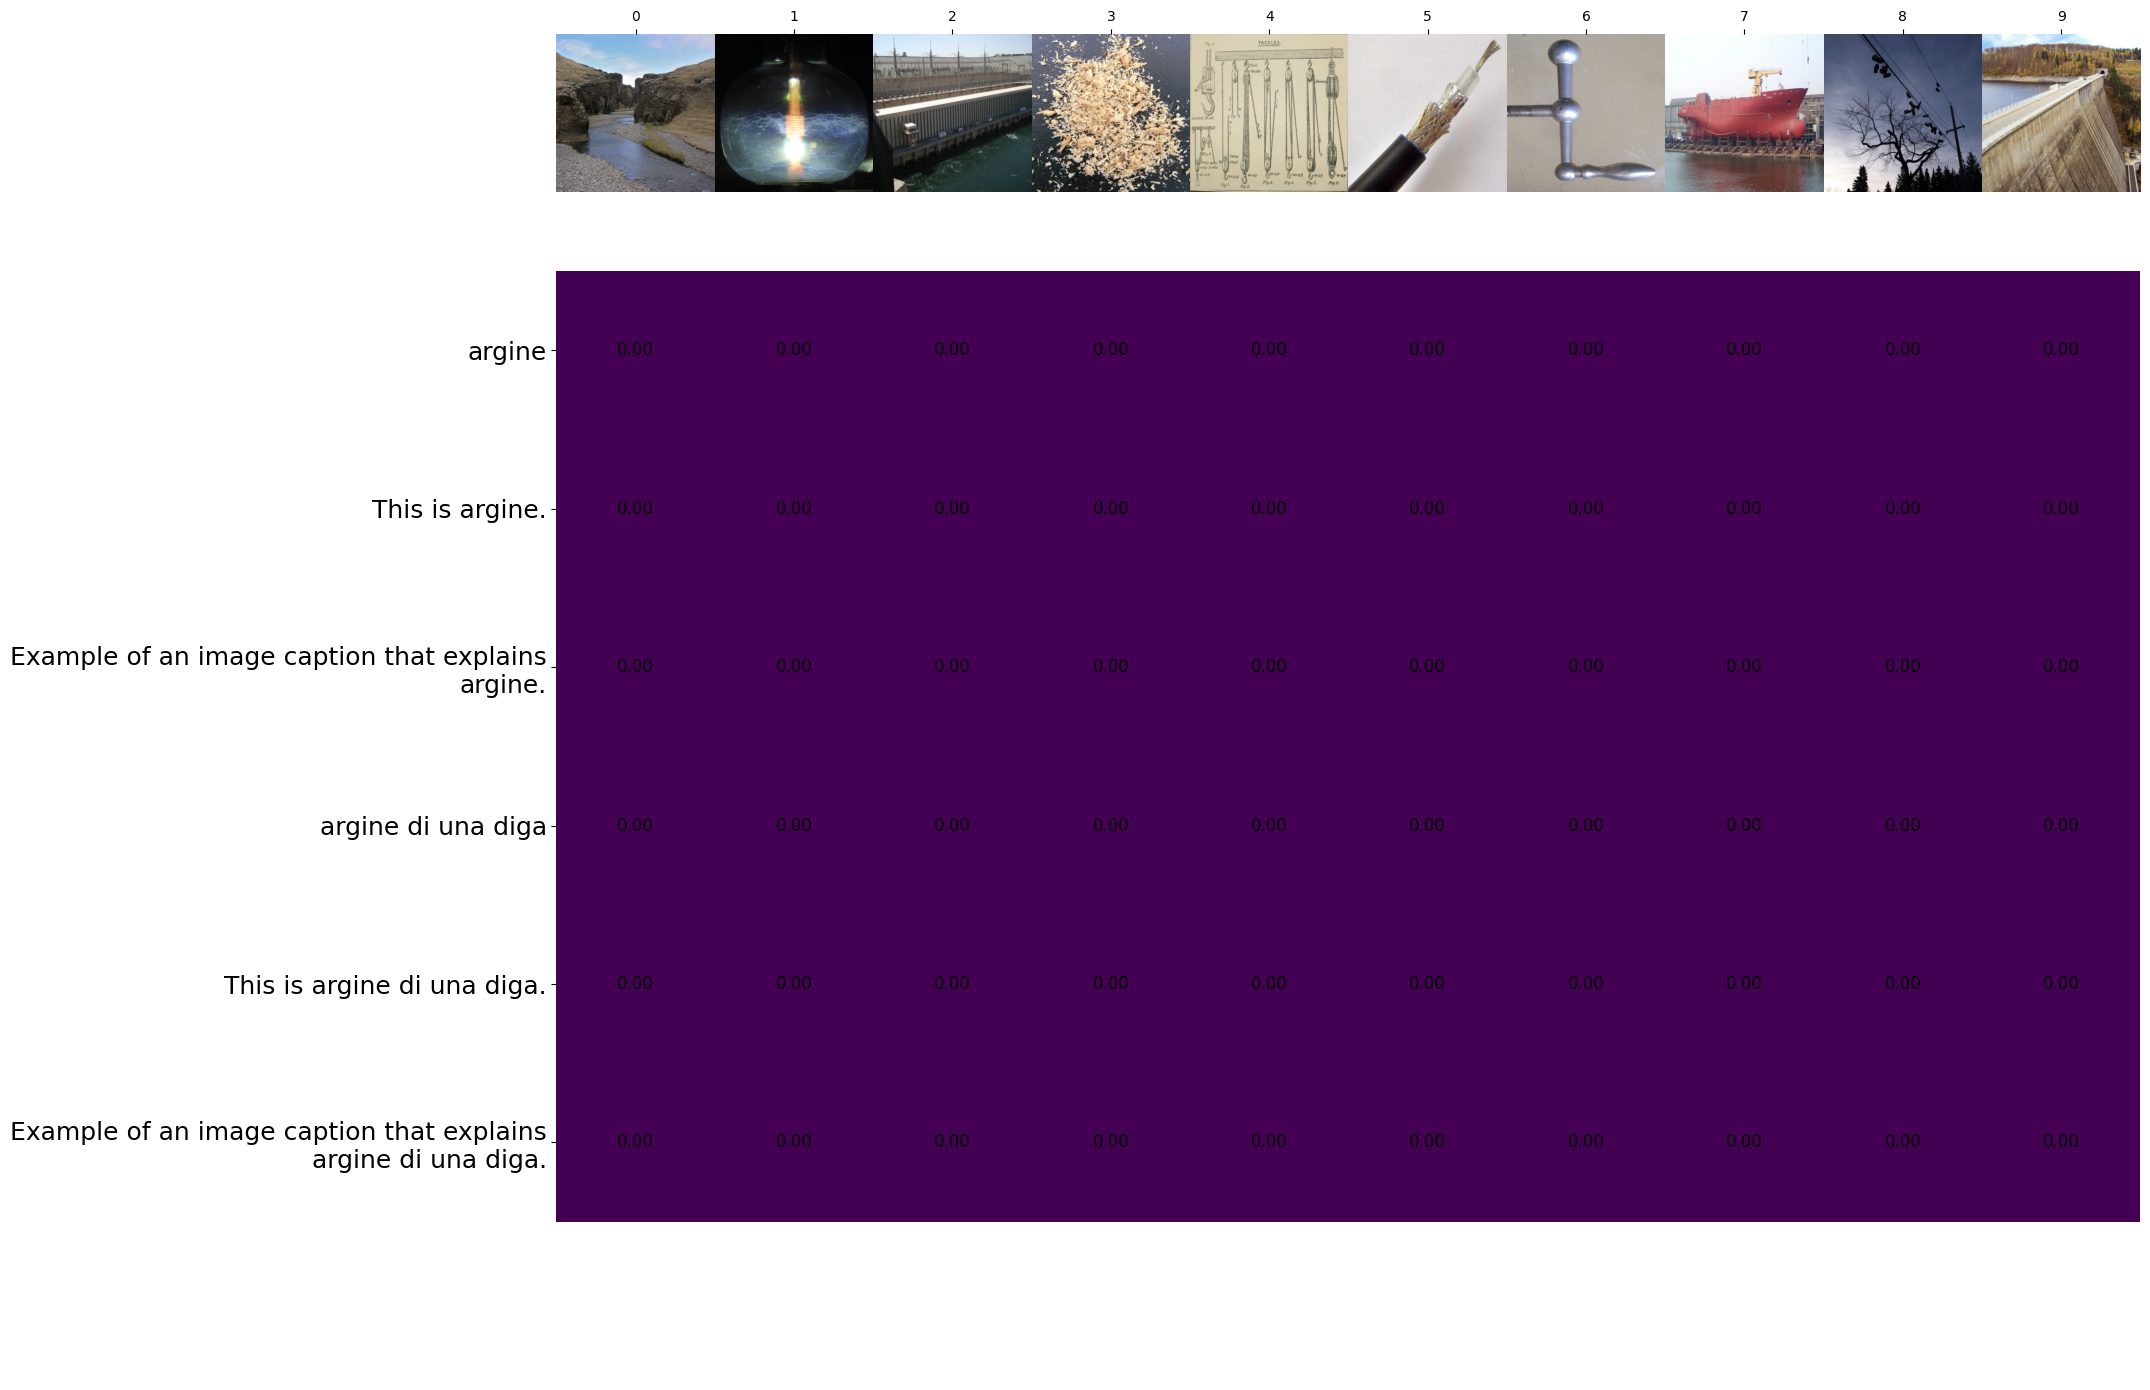 0 1 2 3 4 5 6 7 8 9
TACKLES.
argine 0.00 0.00 0.00 0.00 0.00 0.00 0.00 0.00 0.00 0.00
This is argine. 0.00 0.00 0.00 0.00 0.00 0.00 0.00 0.00 0.00 0.00
Example of an image caption that explains
argine. 0.00 0.00 0.00 0.00 0.00 0.00 0.00 0.00 0.00 0.00
argine di una diga 0.00 0.00 0.00 0.00 0.00 0.00 0.00 0.00 0.00 0.00
This is argine di una diga. 0.00 0.00 0.00 0.00 0.00 0.00 0.00 0.00 0.00 0.00
Example of an image caption that explains
argine di una diga. 0.00 0.00 0.00 0.00 0.00 0.00 0.00 0.00 0.00 0.00